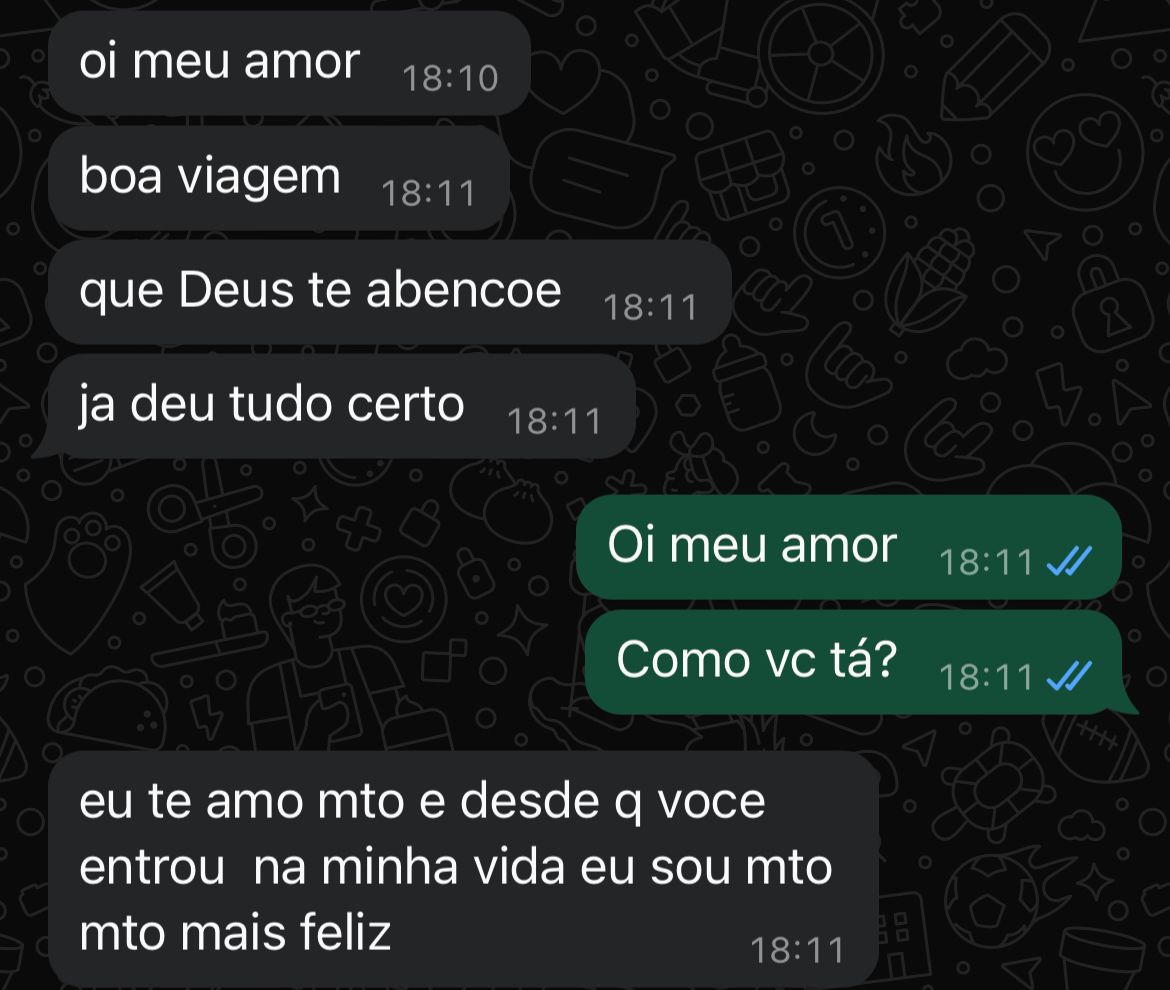 oi meu amor 18:10
boa viagem 18:11
que Deus te abencoe 18:11
ja deu tudo certo 18:11
Oi meu amor 18:11
Como vc tá? 18:11
eu te amo mto e desde q voce
entrou  na minha vida eu sou mto
mto mais feliz 18:11